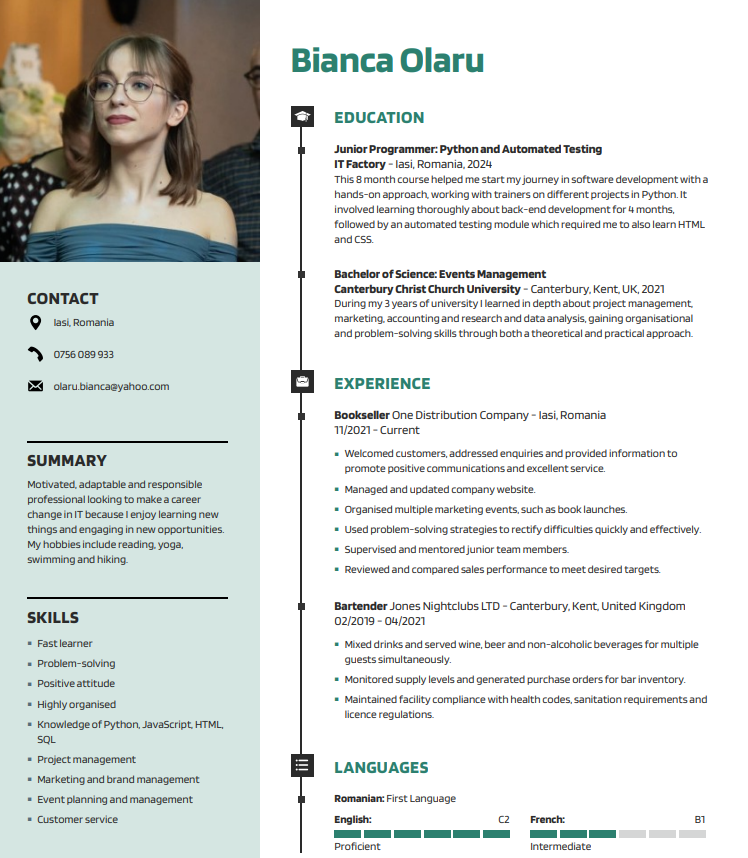 Bianca Olaru
CONTACT
Iasi, Romania
0756 089 933
olaru.bianca@yahoo.com
SUMMARY
Motivated, adaptable and responsible
professional looking to make a career
change in IT because I enjoy learning new
things and engaging in new opportunities.
My hobbies include reading, yoga,
swimming and hiking.
SKILLS
Fast learner
Problem-solving
Positive attitude
Highly organised
Knowledge of Python, JavaScript, HTML,
SQL
Project management
Marketing and brand management
Event planning and management
Customer service
EDUCATION
Junior Programmer: Python and Automated Testing
IT Factory - Iasi, Romania, 2024
This 8 month course helped me start my journey in software development with a
hands-on approach, working with trainers on different projects in Python. It
involved learning thoroughly about back-end development for 4 months,
followed by an automated testing module which required me to also learn HTML
and CSS.
Bachelor of Science: Events Management
Canterbury Christ Church University - Canterbury, Kent, UK, 2021
During my 3 years of university I learned in depth about project management,
marketing, accounting and research and data analysis, gaining organisational
and problem-solving skills through both a theoretical and practical approach.
EXPERIENCE
Bookseller One Distribution Company - Iasi, Romania
11/2021 - Current
Welcomed customers, addressed enquiries and provided information to
promote positive communications and excellent service.
Managed and updated company website.
Organised multiple marketing events, such as book launches.
Used problem-solving strategies to rectify difficulties quickly and effectively.
Supervised and mentored junior team members.
Reviewed and compared sales performance to meet desired targets.
Bartender Jones Nightclubs LTD - Canterbury, Kent, United Kingdom
02/2019 - 04/2021
Mixed drinks and served wine, beer and non-alcoholic beverages for multiple
guests simultaneously.
Monitored supply levels and generated purchase orders for bar inventory.
Maintained facility compliance with health codes, sanitation requirements and
licence regulations.
LANGUAGES
Romanian: First Language
English: C2
Proficient
French: B1
Intermediate